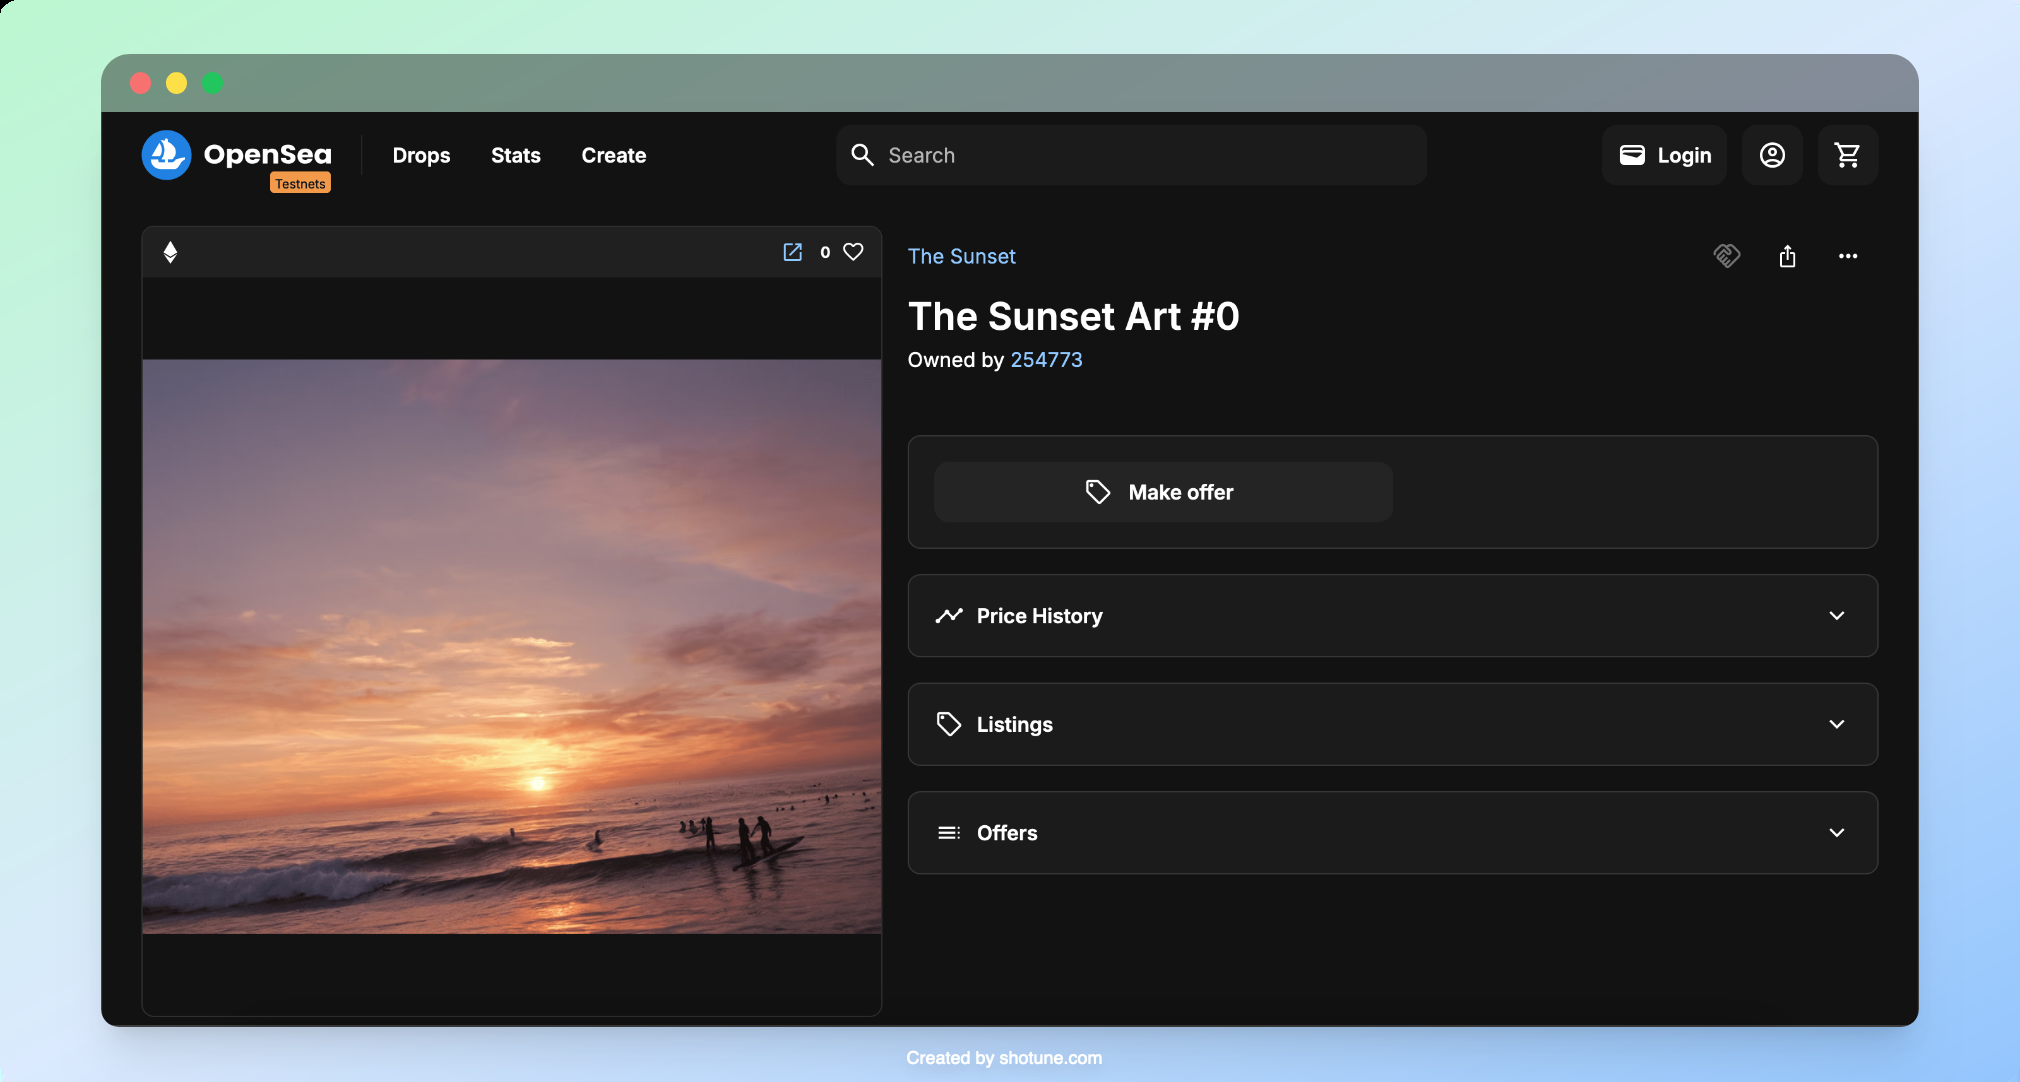 OpenSea
Testnets
Drops
Stats
Create
Search
Login
0
The Sunset
The Sunset Art #0
Owned by 254773
Make offer
Price History
Listings
Offers
Created by shotune.com